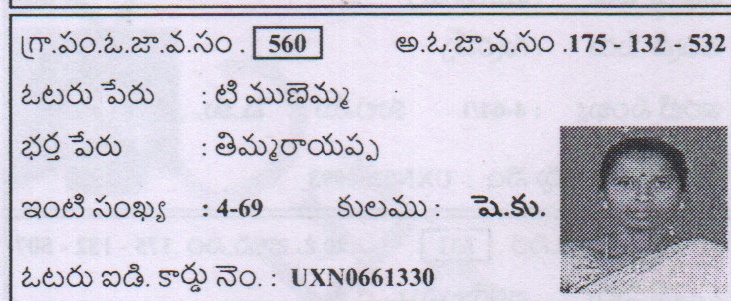 గ్రా.పం.ఓ.జా.వ.సం . 560 అ.ఓ.జా.వ.సం .175 - 132 - 532
ఓటరు పేరు : టి మునెమ్మ
భర్త పేరు : తిమ్మరాయప్ప
ఇంటి సంఖ్య : 4-69 కులము : షె.కు.
ఓటరు ఐడి. కార్డు నెం. : UXN0661330